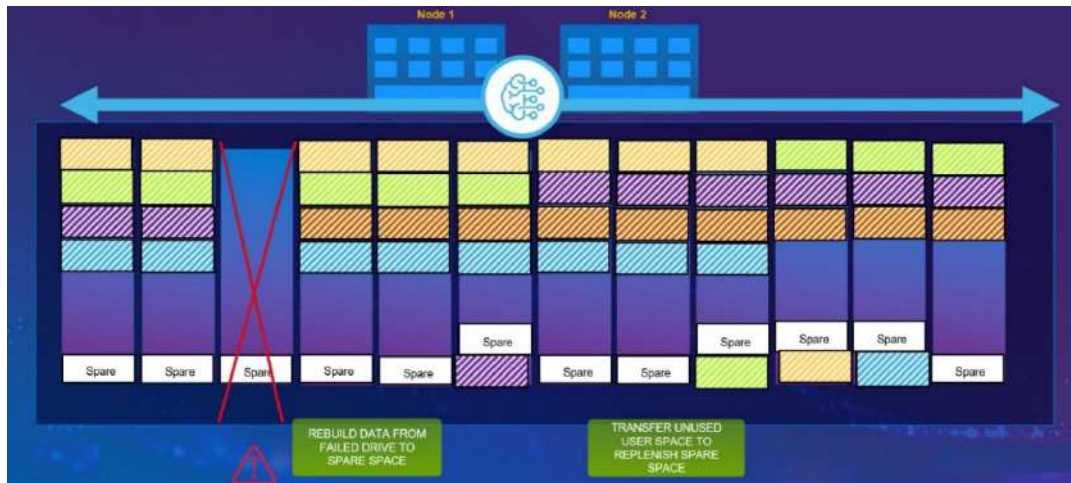 Node 1
Node 2
Spare
Spare
Spare
Spare
Spare
Spare
Spare
Spare
Spare
Spare
Spare
Spare
REBUILD DATA FROM
FAILED DRIVE TO
SPARE SPACE
TRANSFER UNUSED
USER SPACE TO
REPLENISH SPARE
SPACE